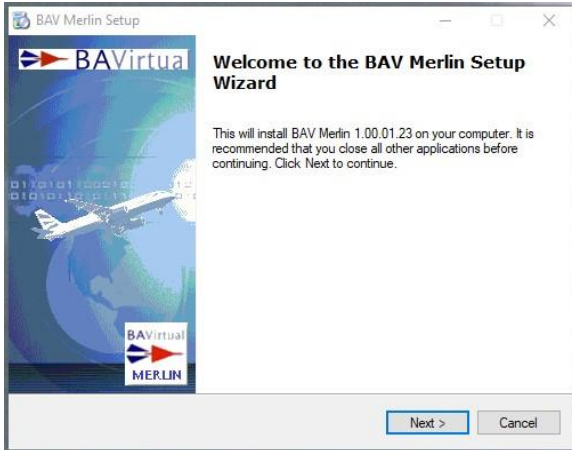 BAV Merlin Setup
BAVirtual
Welcome to the BAV Merlin Setup
Wizard
This will install BAV Merlin 1.00.01.23 on your computer. It is
recommended that you close all other applications before
continuing. Click Next to continue.
BAVirtual
MERLIN
Next >
Cancel